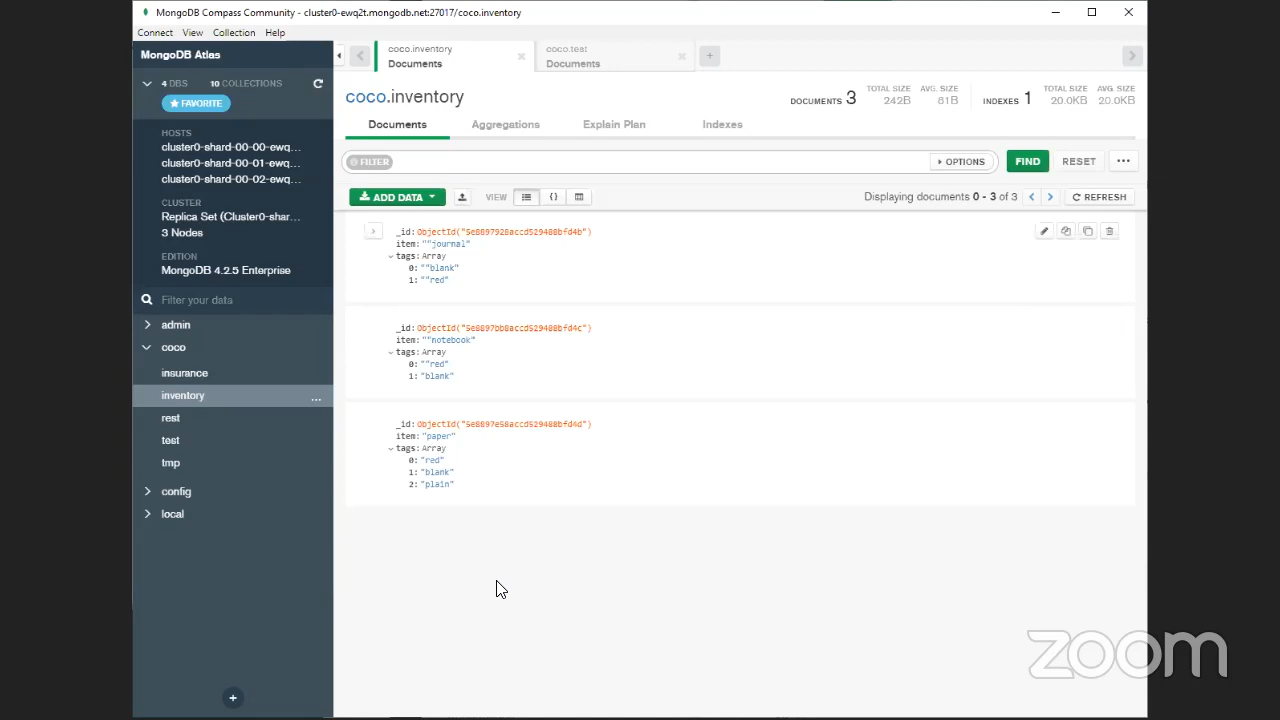 MongoDB Compass Community - cluster0-ewq2t.mongodb.net:27017/coco.inventory
Connect View Collection Help
MongoDB Atlas
4 DBS 10 COLLECTIONS
FAVORITE
HOSTS
cluster0-shard-00-00-ewq...
cluster0-shard-00-01-ewq...
cluster0-shard-00-02-ewq...
CLUSTER
Replica Set (Cluster0-shar...
3 Nodes
EDITION
MongoDB 4.2.5 Enterprise
Filter your data
admin
coco
insurance
inventory ...
rest
test
tmp
config
local
coco.inventory
Documents
coco.test
Documents
coco.inventory
DOCUMENTS 3 TOTAL SIZE 242B AVG. SIZE 81B INDEXES 1 TOTAL SIZE 20.0KB AVG. SIZE 20.0KB
Documents Aggregations Explain Plan Indexes
FILTER OPTIONS FIND RESET ...
ADD DATA VIEW {} Displaying documents 0 - 3 of 3 REFRESH
_id: ObjectId("5e8897928accd529488bfd4b")
item: ""journal"
tags: Array
0: ""blank"
1: ""red"
_id: ObjectId("5e8897bb8accd529488bfd4c")
item: ""notebook"
tags: Array
0: ""red"
1: "blank"
_id: ObjectId("5e8897e58accd529488bfd4d")
item: "paper"
tags: Array
0: "red"
1: "blank"
2: "plain"
zoom